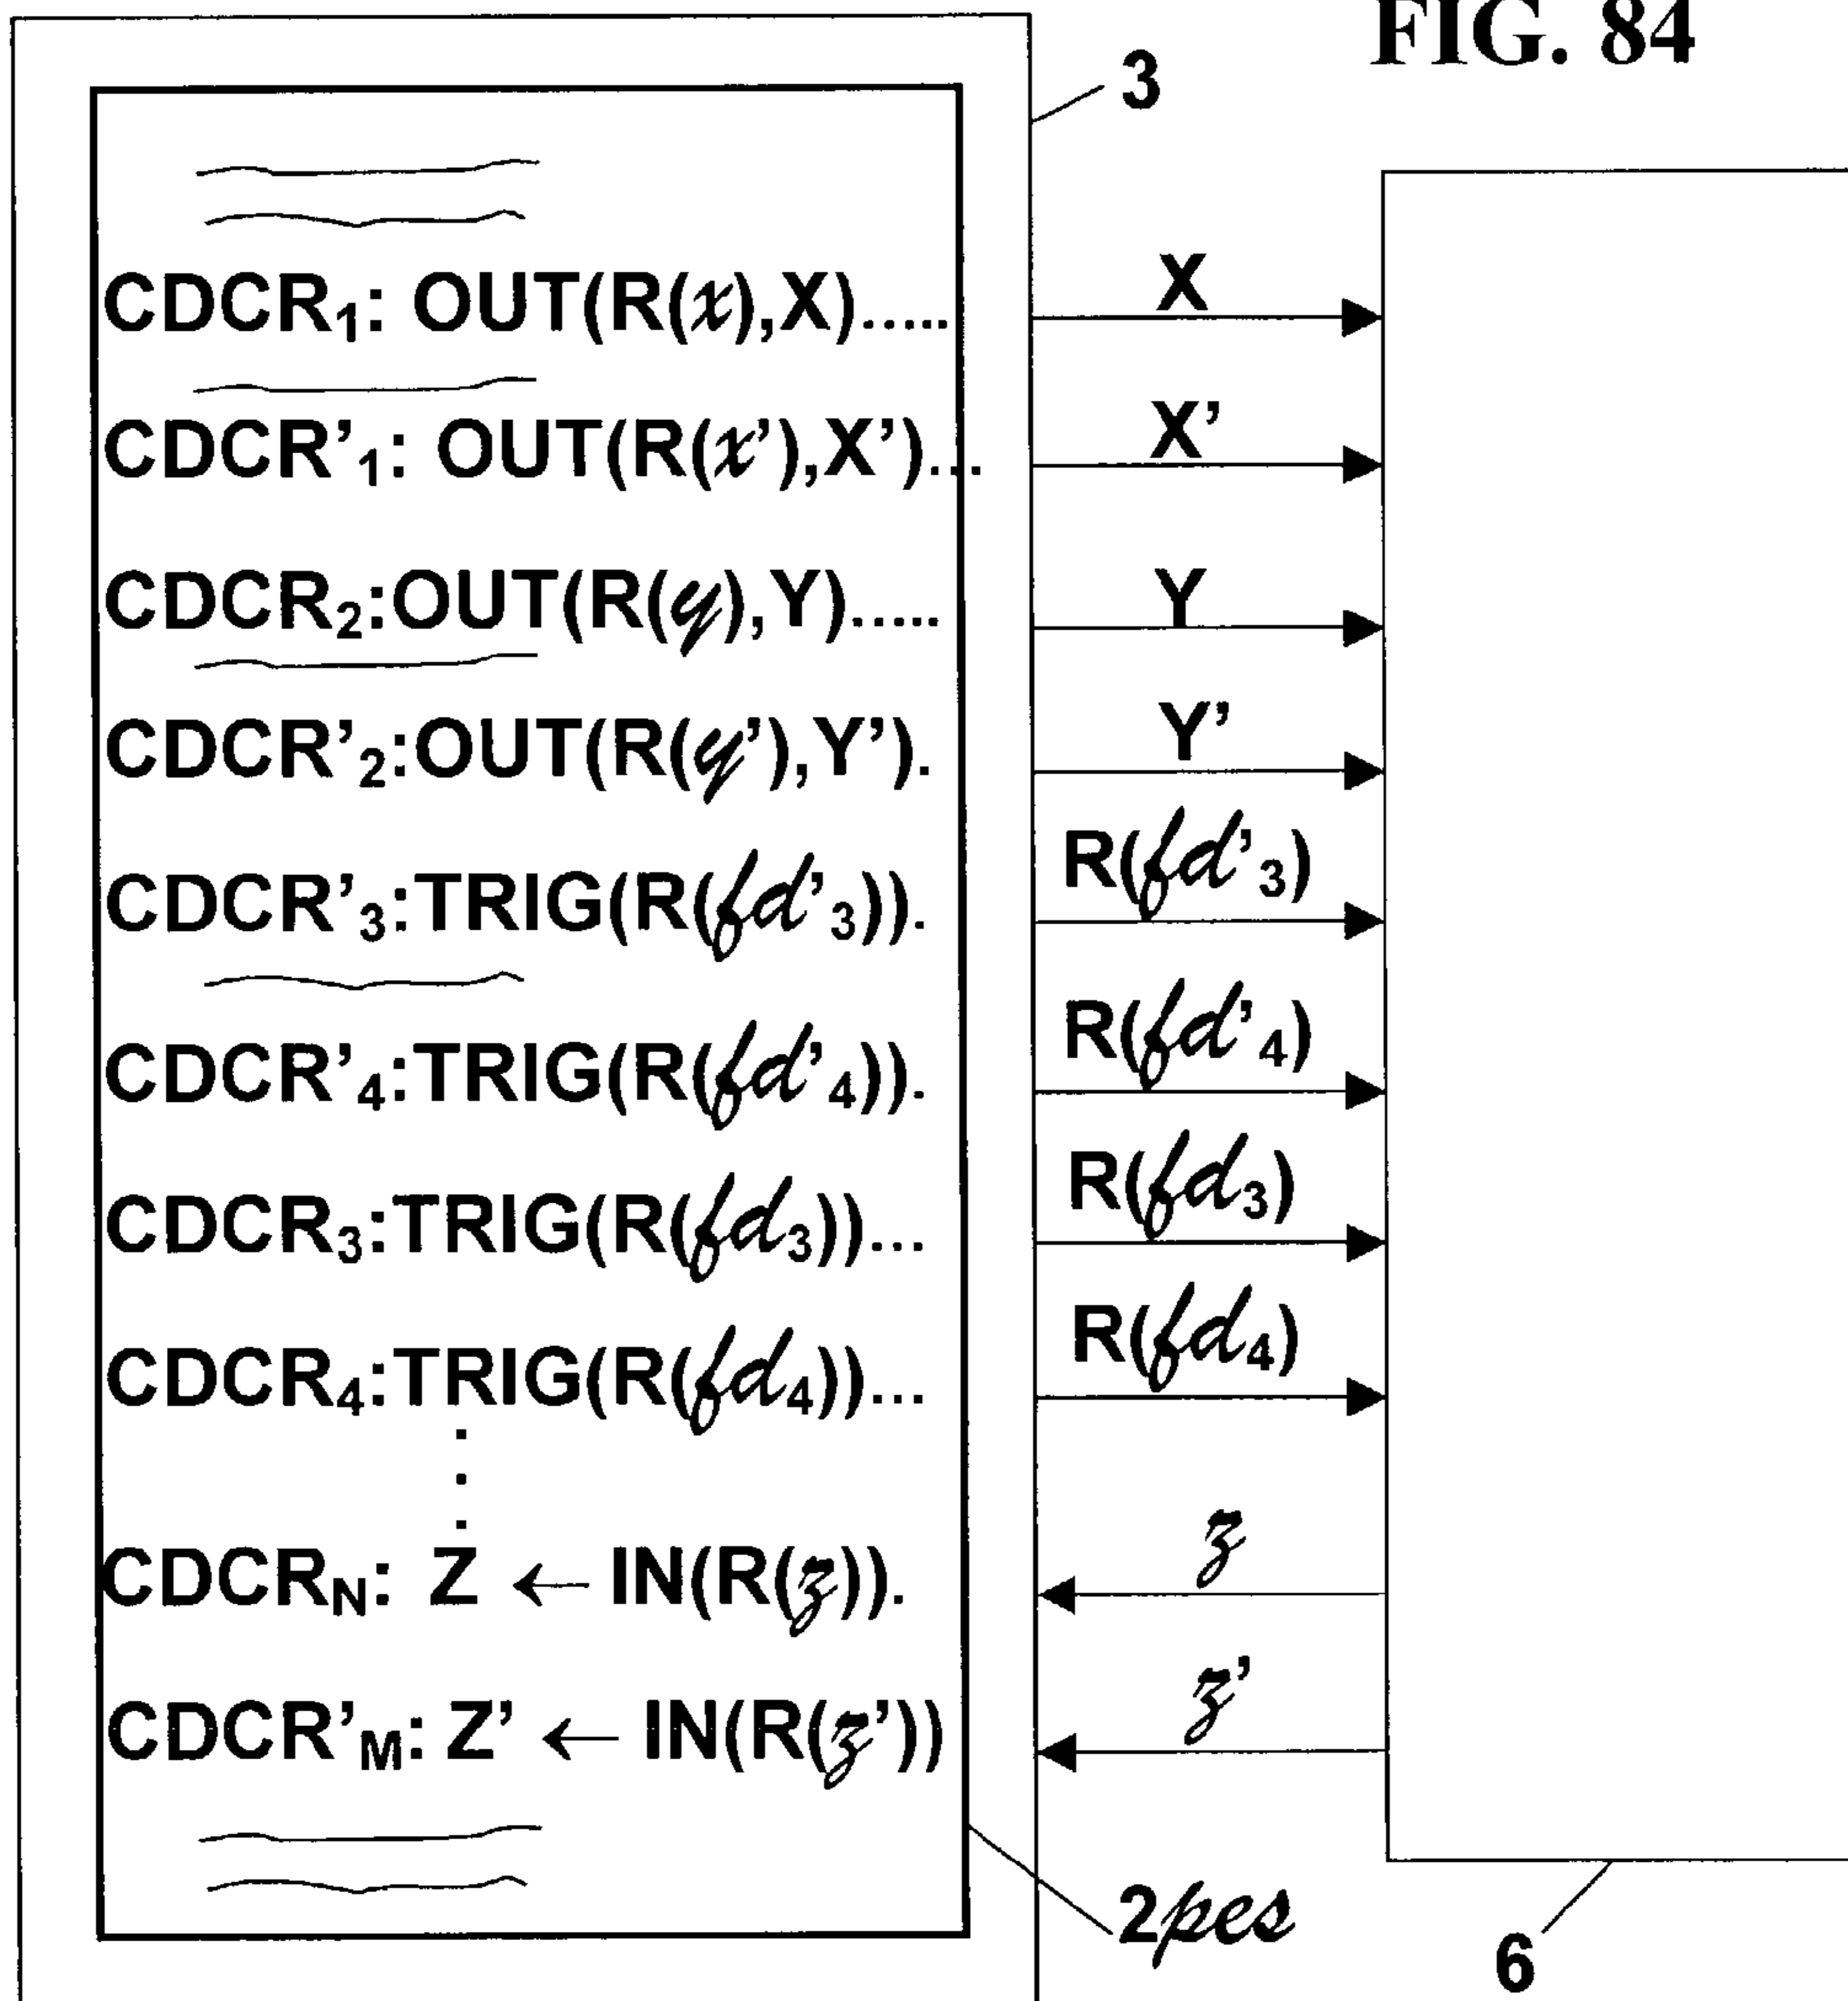 FIG. 84
3
CDCR₁: OUT(R(x),X).....
X
CDCR'₁: OUT(R(x'),X')...
X'
CDCR₂:OUT(R(y),Y).....
Y
CDCR'₂:OUT(R(y'),Y').
Y'
CDCR'₃:TRIG(R(fd'₃)).
R(fd'₃)
CDCR'₄:TRIG(R(fd'₄)).
R(fd'₄)
CDCR₃:TRIG(R(fd₃))...
R(fd₃)
CDCR₄:TRIG(R(fd₄))...
R(fd₄)
CDCR_N: Z ← IN(R(z)).
z
CDCR'_M: Z' ← IN(R(z'))
z'
2pes
6